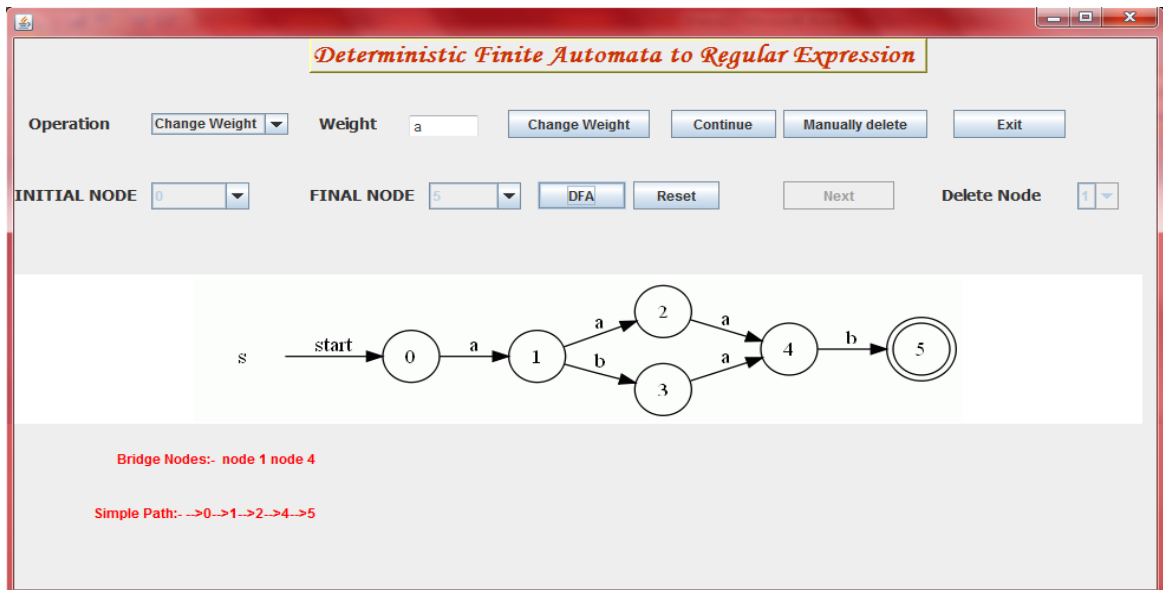 Deterministic Finite Automata to Regular Expression
Operation Change Weight Weight a Change Weight Continue Manually delete Exit
INITIAL NODE 0 FINAL NODE 5 DFA Reset Next Delete Node 1
s start 0 a 1 a 2 a 4 b 5
b 3 a
Bridge Nodes:- node 1 node 4
Simple Path:- -->0-->1-->2-->4-->5